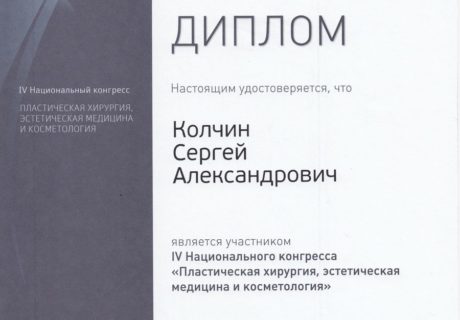 ДИПЛОМ
IV Национальный конгресс
ПЛАСТИЧЕСКАЯ ХИРУРГИЯ,
ЭСТЕТИЧЕСКАЯ МЕДИЦИНА
И КОСМЕТОЛОГИЯ
Настоящим удостоверяется, что
Колчин
Сергей
Александрович
является участником
IV Национального конгресса
«Пластическая хирургия, эстетическая
медицина и косметология»